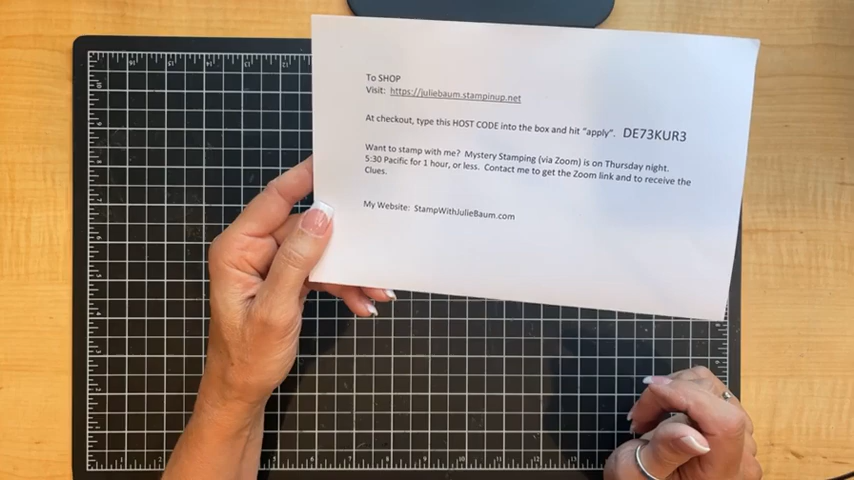 To SHOP
Visit: https://juliebaum.stampinup.net
At checkout, type this HOST CODE into the box and hit "apply". DE73KUR3
Want to stamp with me? Mystery Stamping (via Zoom) is on Thursday night.
5:30 Pacific for 1 hour, or less. Contact me to get the Zoom link and to receive the
Clues.
My Website: StampWithJulieBaum.com